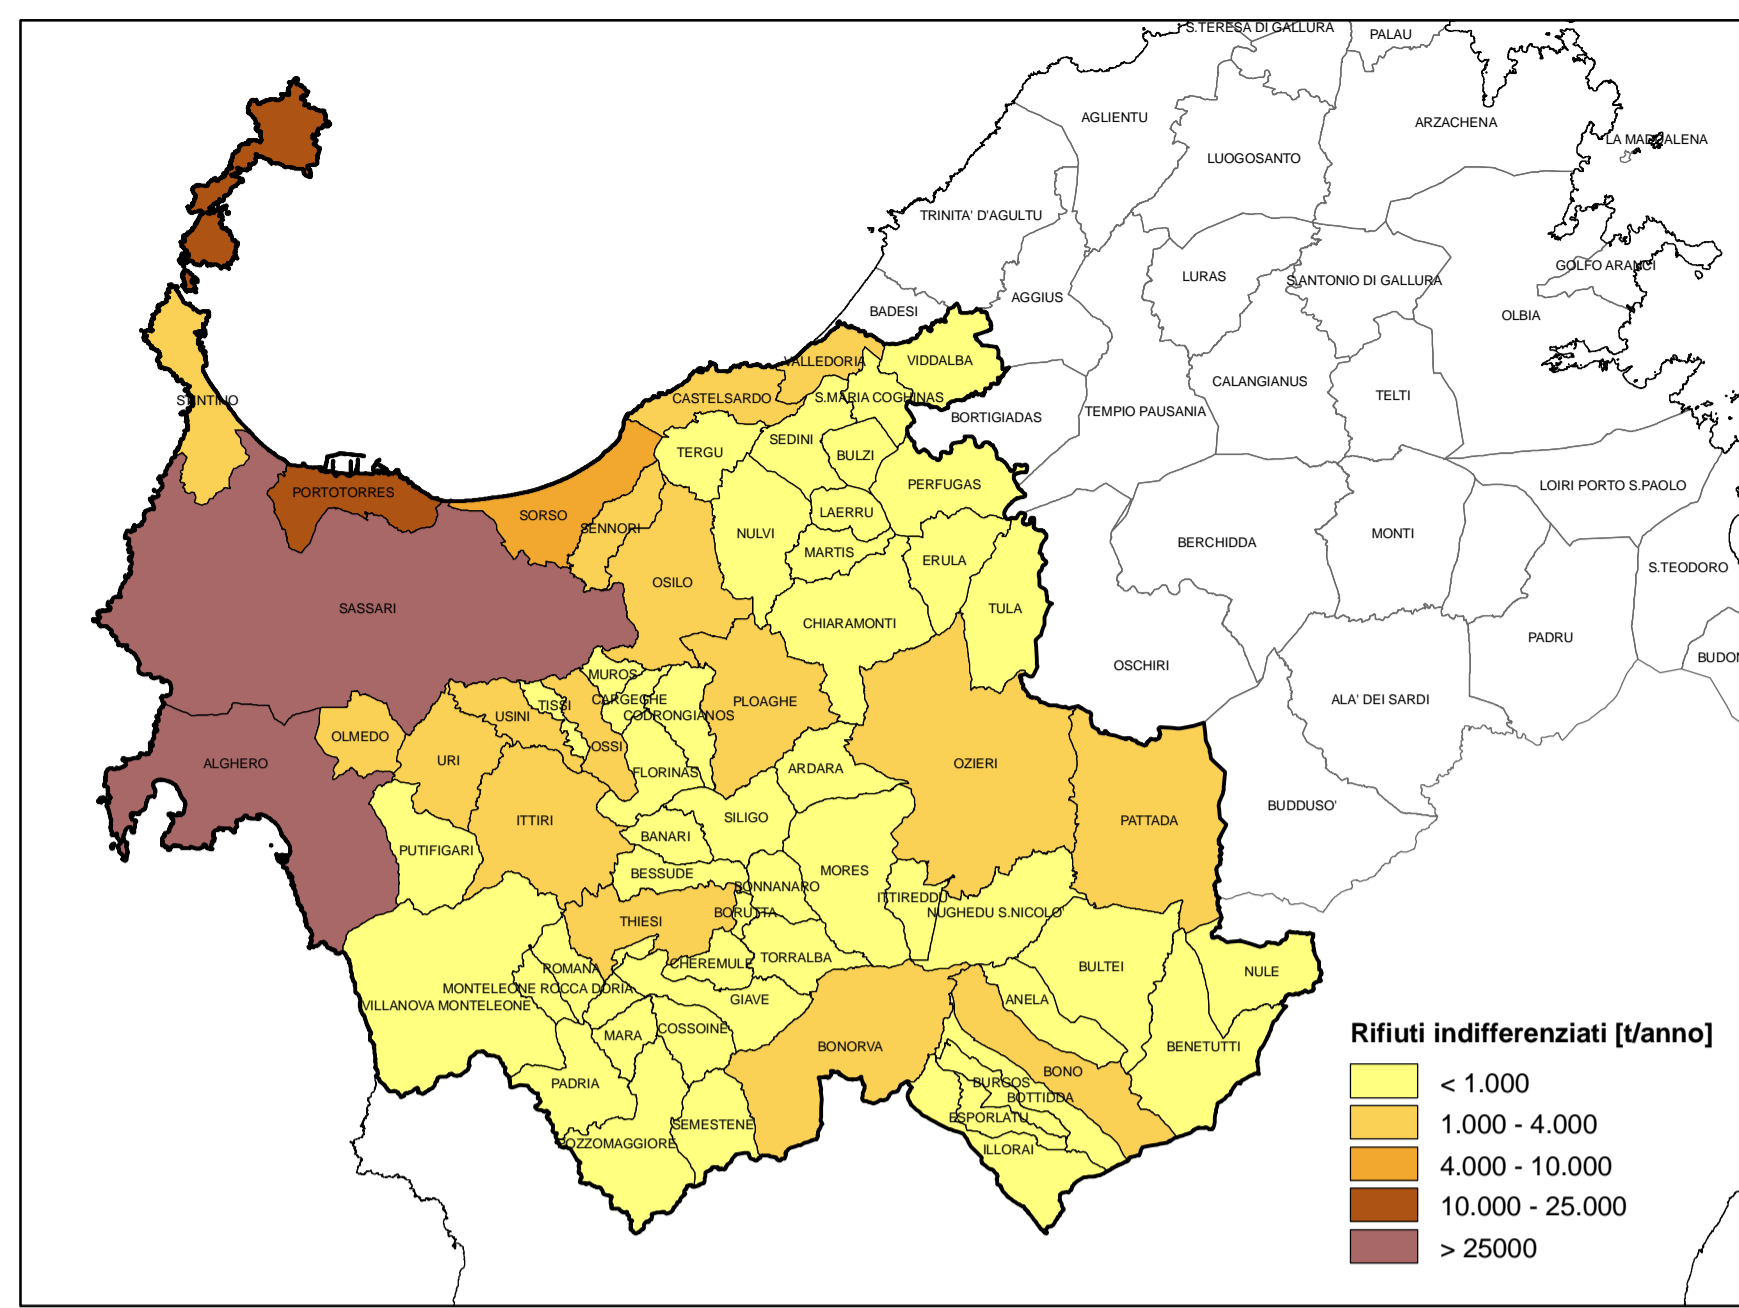 S.TERESA DI GALLURA
PALAU
AGLIENTU
ARZACHENA
LA MADDALENA
LUOGOSANTO
TRINITA' D'AGULTU
GOLFO ARANCI
LURAS
S.ANTONIO DI GALLURA
AGGIUS
BADESI
OLBIA
VALLEDORIA
VIDDALBA
CALANGIANUS
TELTI
STINTINO
CASTELSARDO
S.MARIA COGHINAS
BORTIGIADAS
TEMPIO PAUSANIA
SEDINI
TERGU
BULZI
PERFUGAS
LOIRI PORTO S.PAOLO
PORTOTORRES
LAERRU
SORSO
SENNORI
NULVI
MONTI
BERCHIDDA
MARTIS
ERULA
S.TEODORO
OSILO
SASSARI
TULA
CHIARAMONTI
PADRU
BUDON
OSCHIRI
MUROS
CARGEGHE
ALA' DEI SARDI
PLOAGHE
TISSI
USINI
CODRONGIANOS
OLMEDO
OSSI
URI
ALGHERO
OZIERI
FLORINAS
ARDARA
BUDDUSO'
SILIGO
ITTIRI
PATTADA
BANARI
PUTIFIGARI
MORES
BESSUDE
BONNANARO
ITTIREDDU
BORUTTA
NUGHEDU S.NICOLO'
THIESI
TORRALBA
CHEREMULE
ROMANA
BULTEI
NULE
MONTELEONE ROCCA DORIA
GIAVE
ANELA
VILLANOVA MONTELEONE
COSSOINE
MARA
BONORVA
BENETUTTI
BONO
PADRIA
BURGOS
BOTTIDDA
ESPORLATU
SEMESTENE
POZZOMAGGIORE
ILLORAI
Rifiuti indifferenziati [t/anno]
< 1.000
1.000 - 4.000
4.000 - 10.000
10.000 - 25.000
> 25000